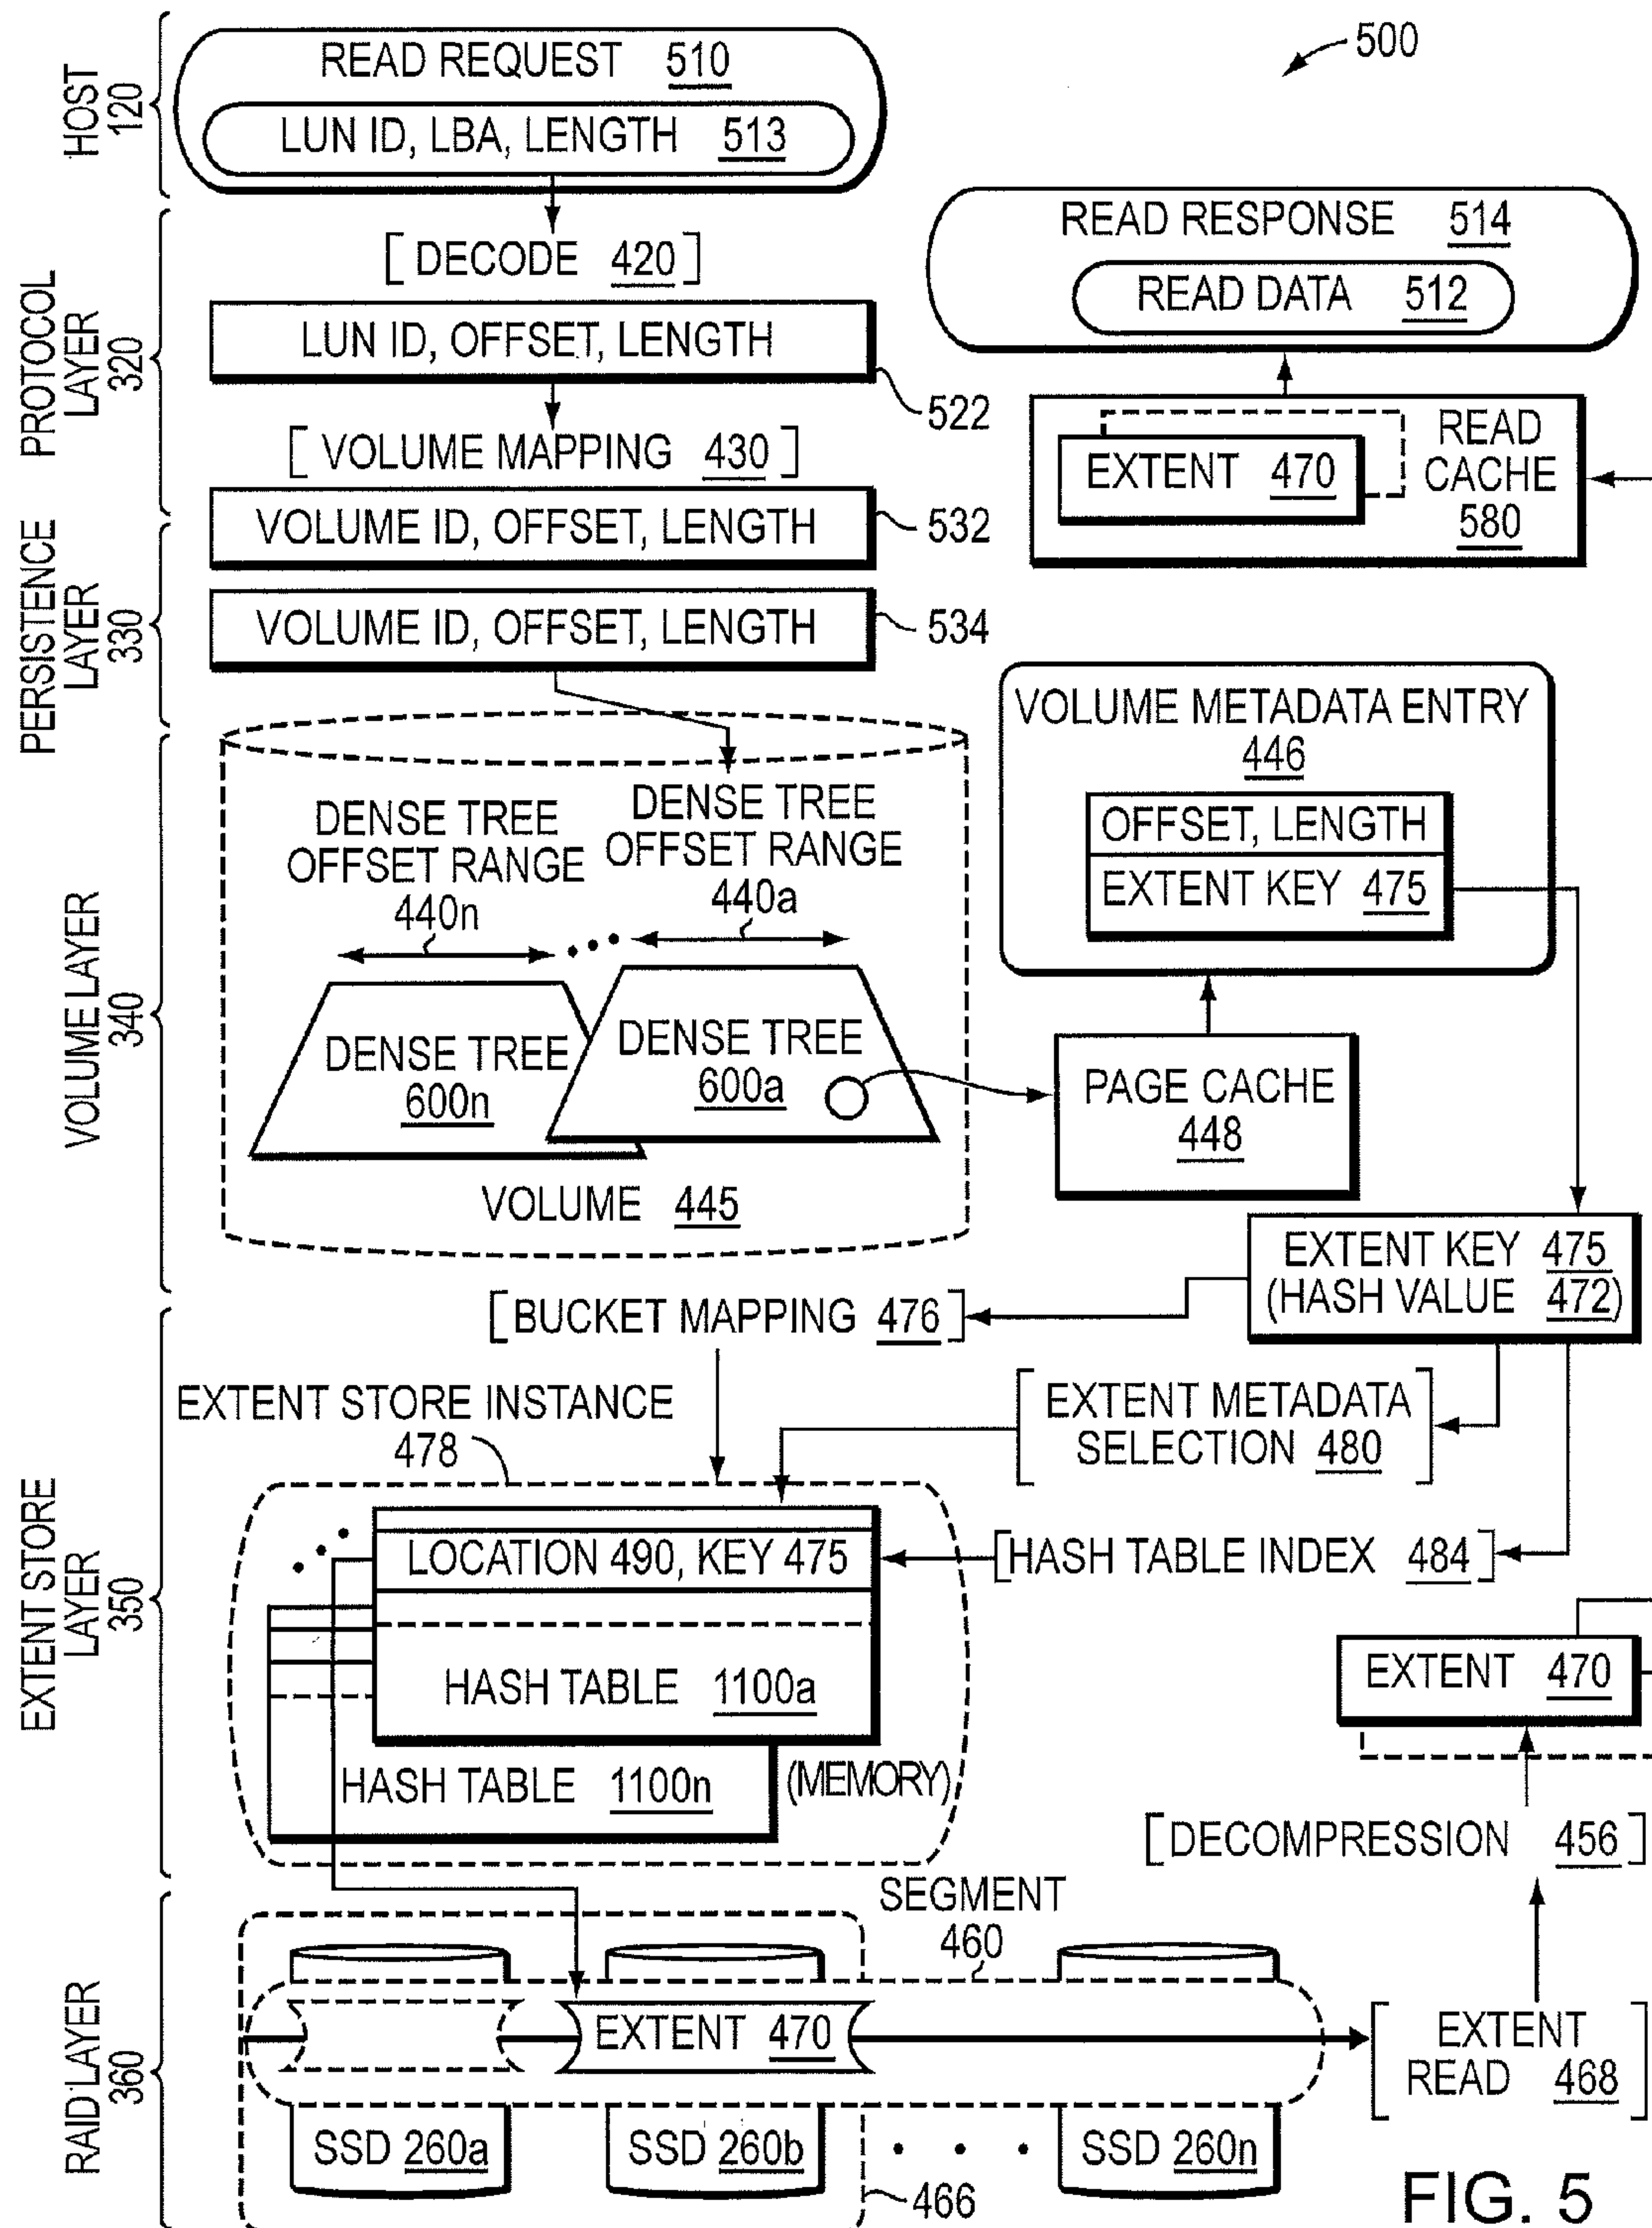 500
HOST
120
READ REQUEST 510
LUN ID, LBA, LENGTH 513
PROTOCOL
LAYER
320
[DECODE 420]
LUN ID, OFFSET, LENGTH
522
[VOLUME MAPPING 430]
VOLUME ID, OFFSET, LENGTH
532
READ RESPONSE 514
READ DATA 512
EXTENT 470
READ
CACHE
580
PERSISTENCE
LAYER
330
VOLUME ID, OFFSET, LENGTH
534
VOLUME LAYER
340
DENSE TREE
OFFSET RANGE
440n
DENSE TREE
OFFSET RANGE
440a
DENSE TREE
600n
DENSE TREE
600a
VOLUME 445
VOLUME METADATA ENTRY
446
OFFSET, LENGTH
EXTENT KEY 475
PAGE CACHE
448
EXTENT KEY 475
(HASH VALUE 472)
EXTENT STORE
LAYER
350
[BUCKET MAPPING 476]
EXTENT STORE INSTANCE
478
[EXTENT METADATA
SELECTION 480]
LOCATION 490, KEY 475
[HASH TABLE INDEX 484]
HASH TABLE 1100a
HASH TABLE 1100n
(MEMORY)
EXTENT 470
[DECOMPRESSION 456]
RAID LAYER
360
SEGMENT
460
EXTENT 470
[EXTENT
READ 468]
SSD 260a
SSD 260b
. . .
SSD 260n
466
FIG. 5